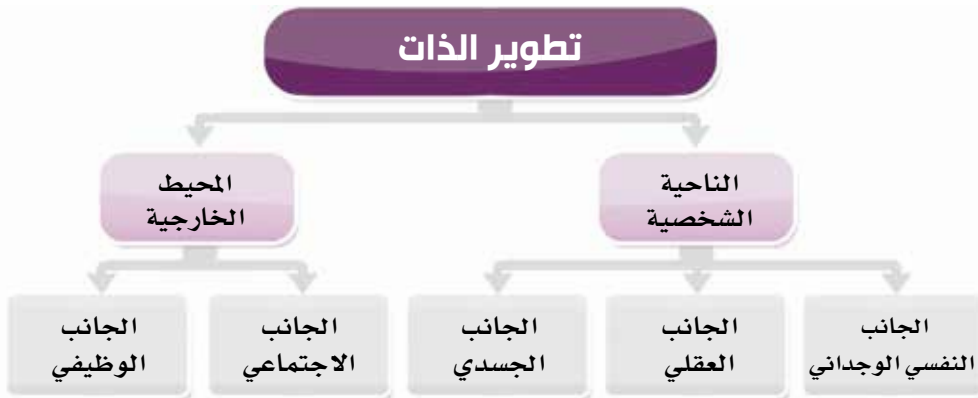 تطوير الذات
الناحية
الشخصية
المحيط
الخارجية
الجانب
النفسي الوجداني
الجانب
العقلي
الجانب
الجسدي
الجانب
الاجتماعي
الجانب
الوظيفي